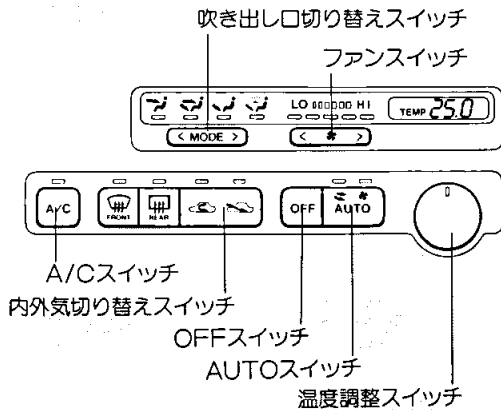 吹き出し口切り替えスイッチ
ファンスイッチ
LO HI
TEMP 25.0
< MODE >
< >
A/C
FRONT
REAR
OFF
AUTO
A/Cスイッチ
内外気切り替えスイッチ
OFFスイッチ
AUTOスイッチ
温度調整スイッチ